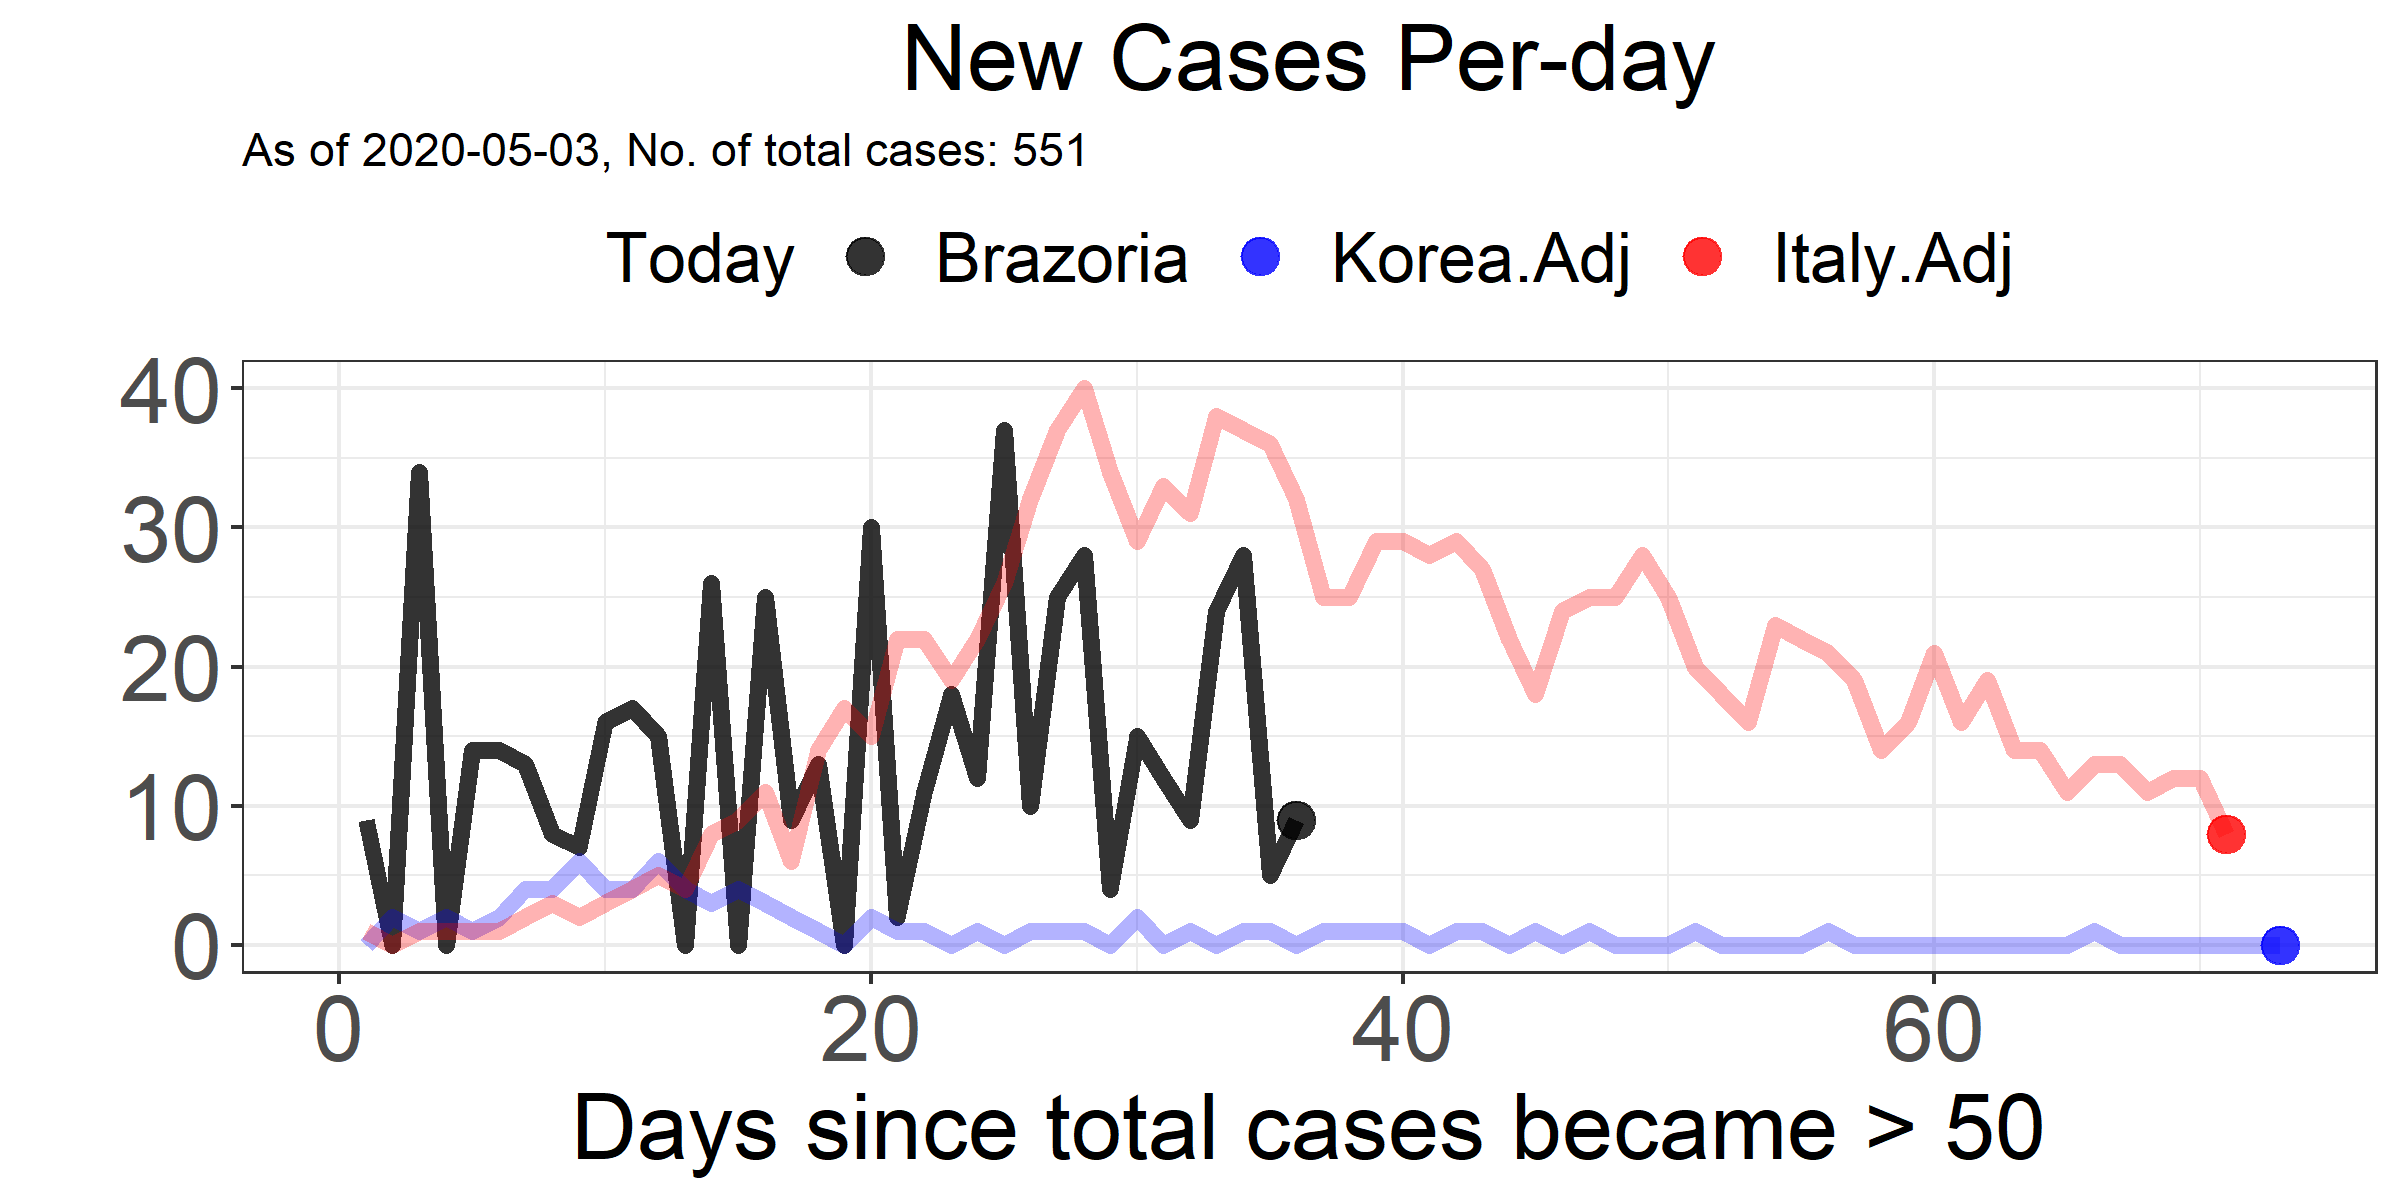 New Cases Per-day
As of 2020-05-03, No. of total cases: 551
Today Brazoria Korea.Adj Italy.Adj
40
30
20
10
0
0 20 40 60
Days since total cases became > 50